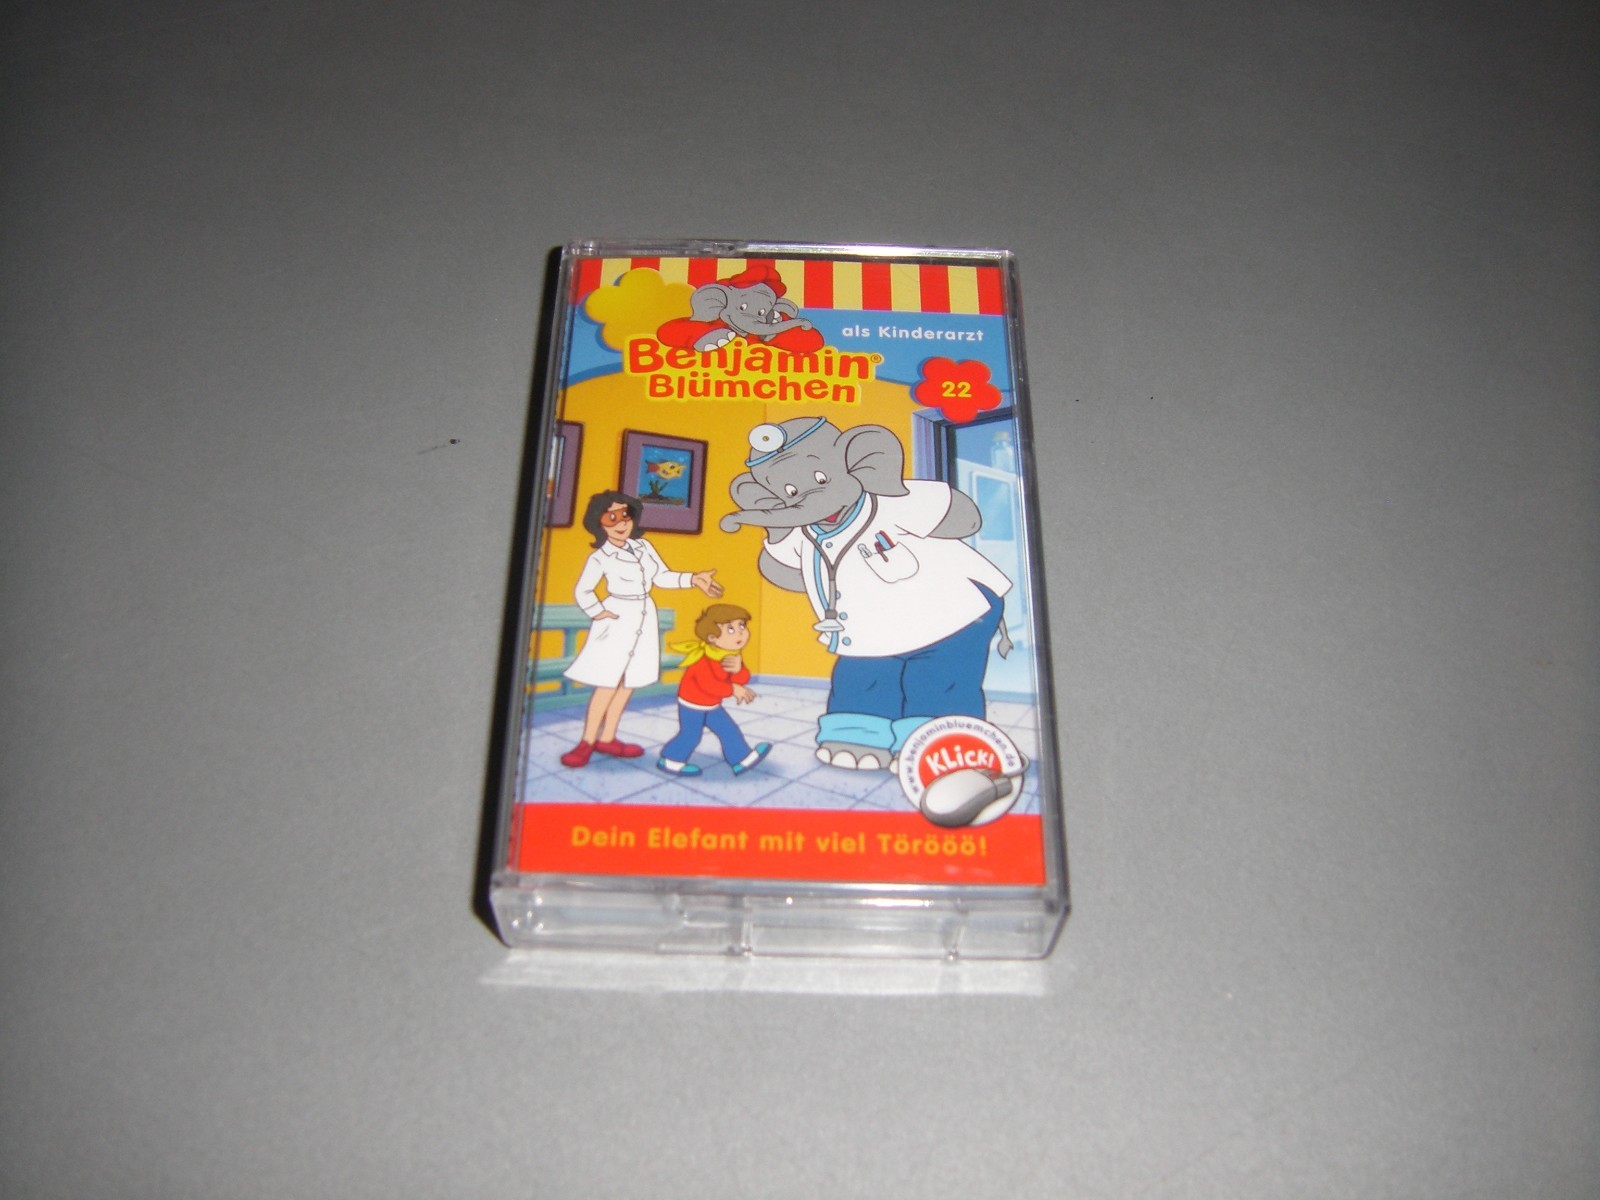 als Kinderarzt
Benjamin®
Blümchen
22
www.benjaminbluemchen.de
KLiCK!
Dein Elefant mit viel Törööö!